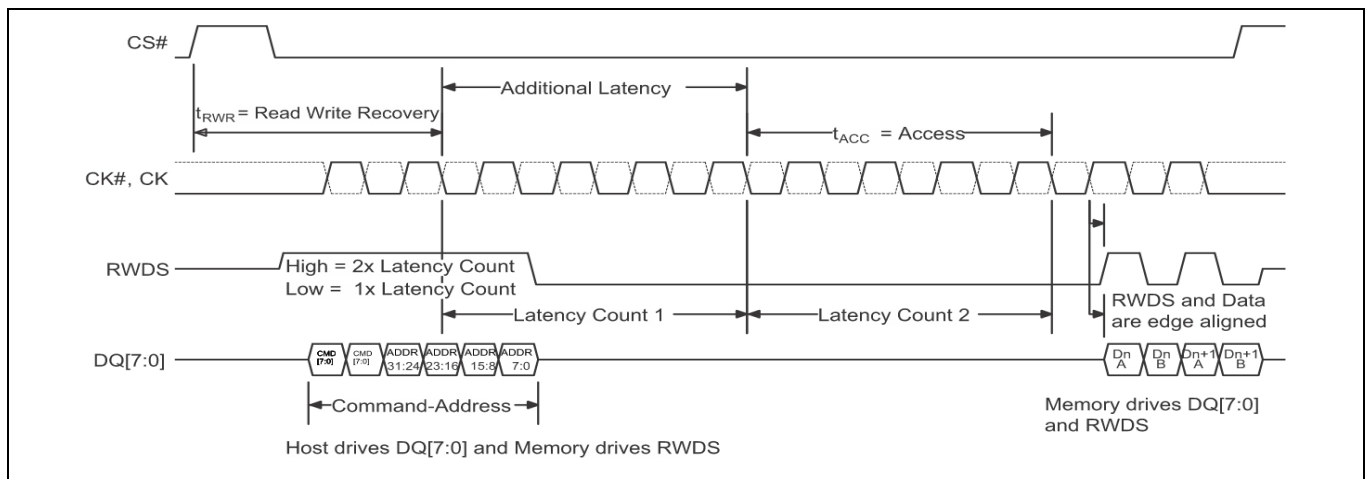 CS#
Additional Latency
tRWR = Read Write Recovery
tACC = Access
CK#, CK
RWDS
High = 2x Latency Count
Low = 1x Latency Count
Latency Count 1
Latency Count 2
RWDS and Data
are edge aligned
DQ[7:0]
CMD
[7:0]
CMD
[7:0]
ADDR
31:24
ADDR
23:16
ADDR
15:8
ADDR
7:0
Dn
A
Dn
B
Dn+1
A
Dn+1
B
Command-Address
Memory drives DQ[7:0]
and RWDS
Host drives DQ[7:0] and Memory drives RWDS